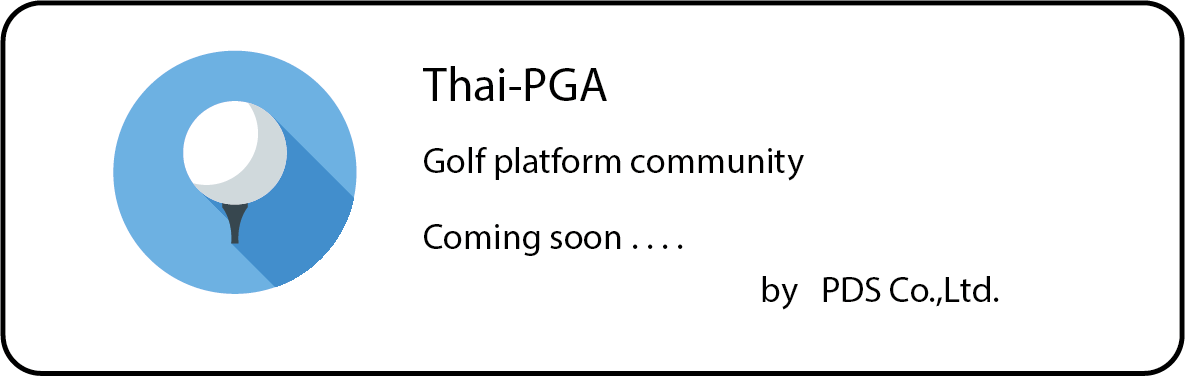 Thai-PGA
Golf platform community
Coming soon . . . .
by PDS Co.,Ltd.